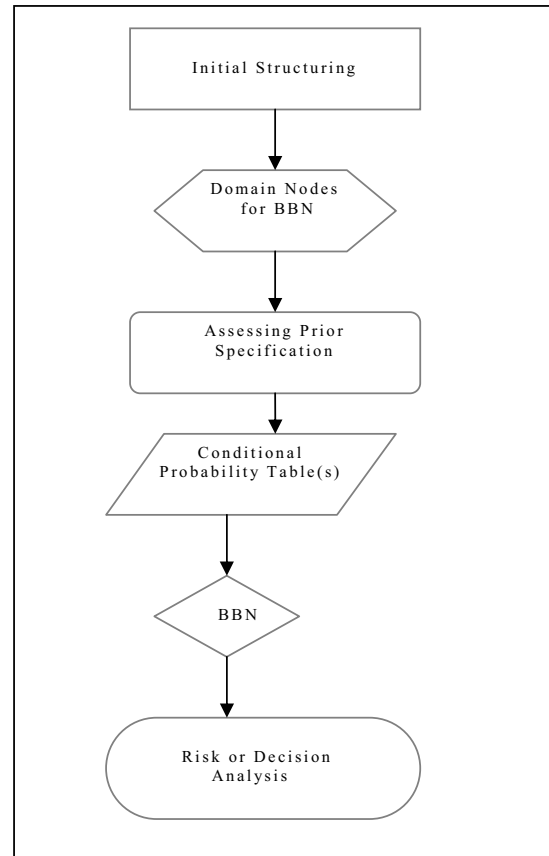 Initial Structuring
Domain Nodes
for BBN
Assessing Prior
Specification
Conditional
Probability Table(s)
BBN
Risk or Decision
Analysis